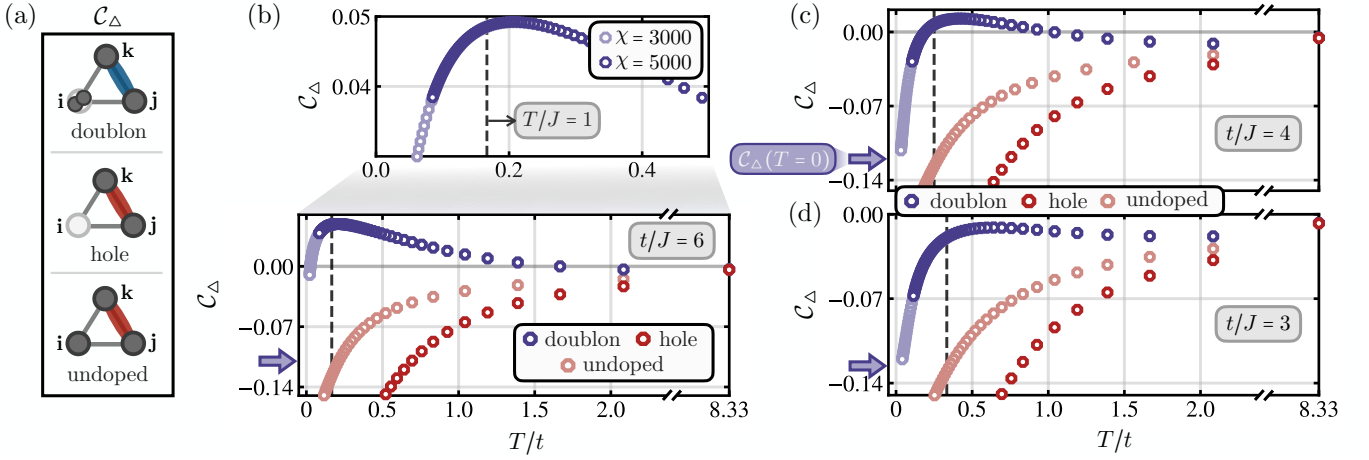 (a)
𝒞△
k
i
j
doublon
k
i
j
hole
k
i
j
undoped
(b)
𝒞△
0.05
0.04
χ = 3000
χ = 5000
T/J = 1
0.0 0.2 0.4
t/J = 6
𝒞△
0.00
−0.07
−0.14
doublon hole
undoped
0 0.5 1.0 1.5 2.0 8.33
T/t
(c)
𝒞△
0.00
−0.07
−0.14
t/J = 4
𝒞△(T = 0)
doublon hole undoped
(d)
𝒞△
0.00
−0.07
−0.14
t/J = 3
0 0.5 1.0 1.5 2.0 8.33
T/t